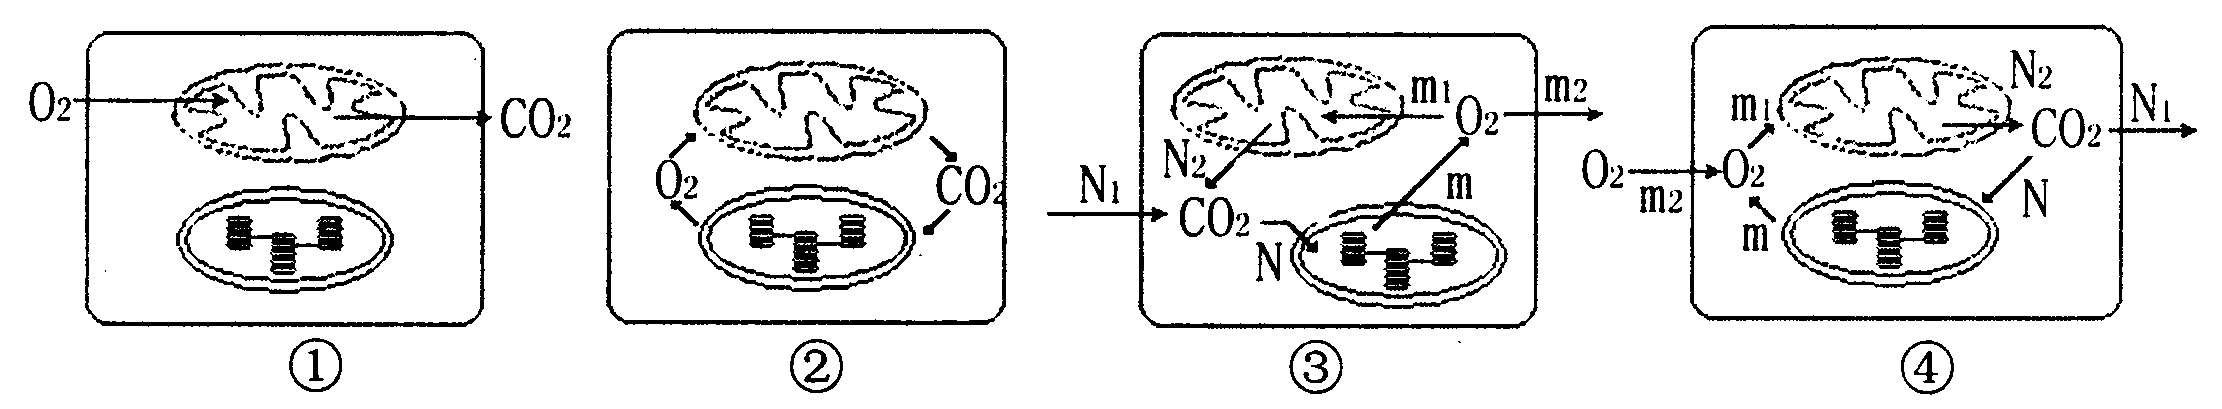 O₂ CO₂
①
O₂ CO₂
②
m₁ O₂ m₂
N₂
N₁ CO₂ m
N
③
N₂
m₁ CO₂ N₁
O₂ m₂ O₂
m N
④